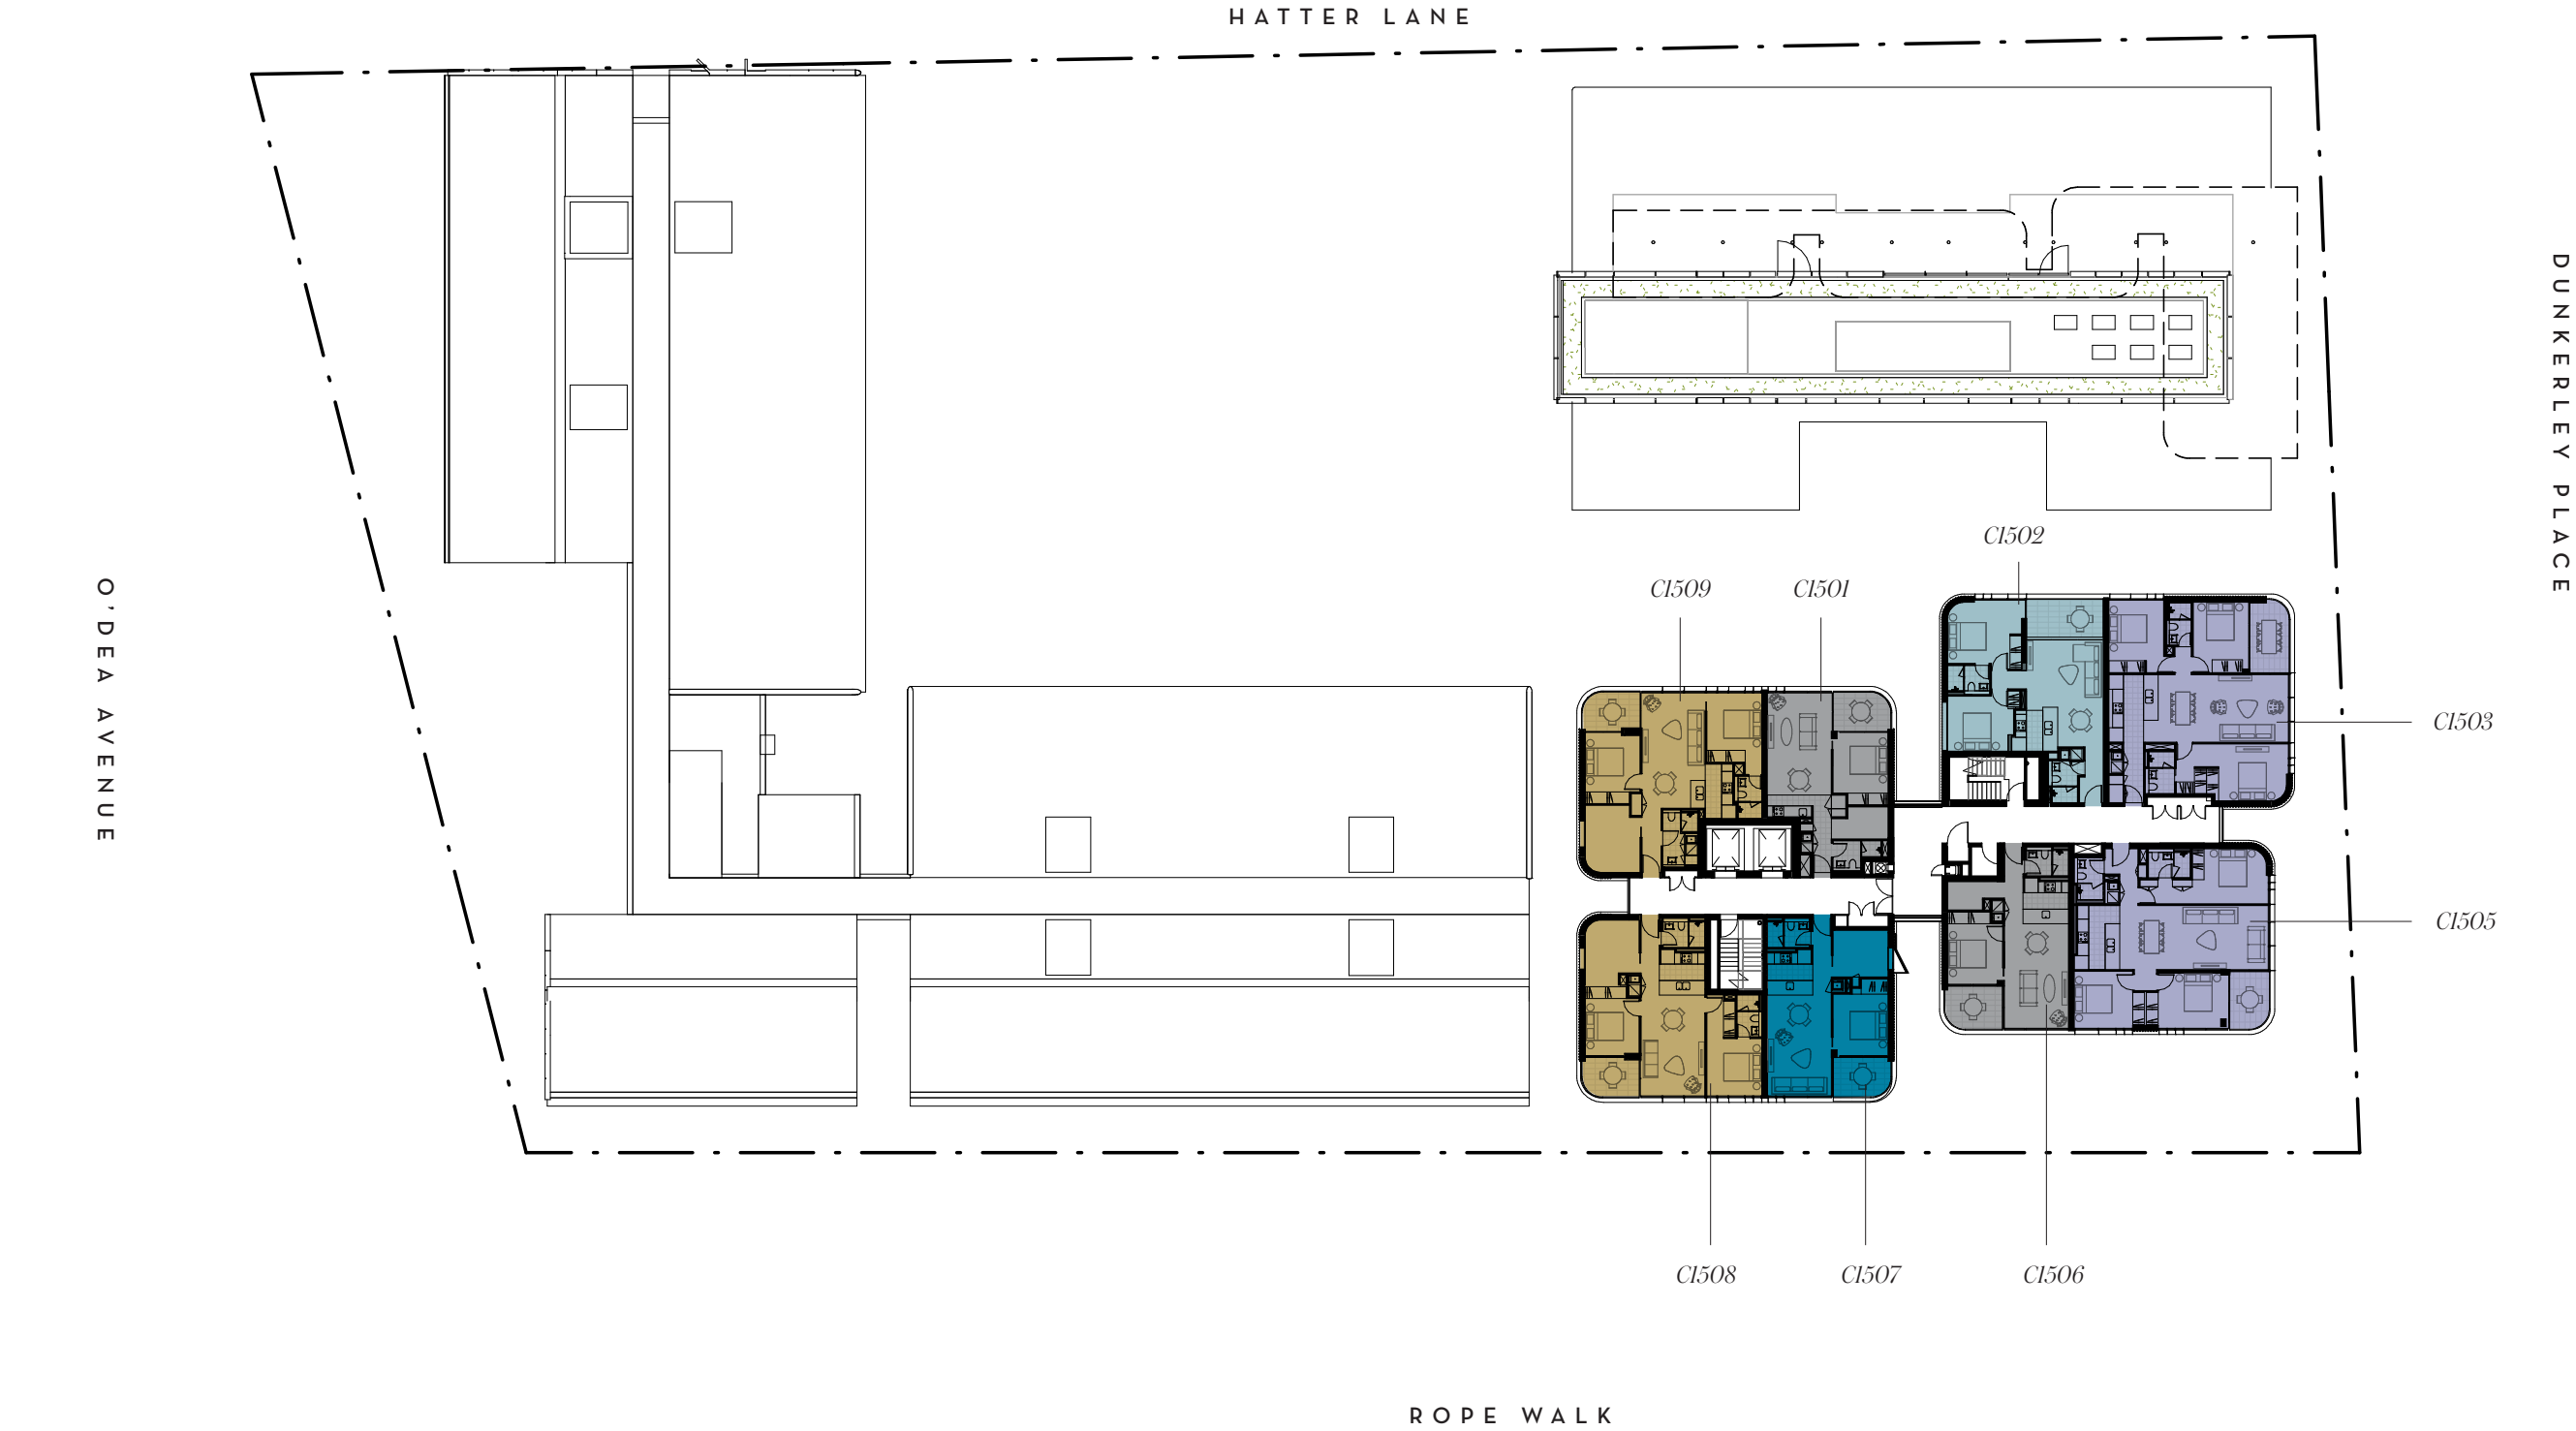 HATTER LANE
DUNKERLEY PLACE
C1502
C1509
C1501
O'DEA AVENUE
C1503
C1505
C1508
C1507
C1506
ROPE WALK